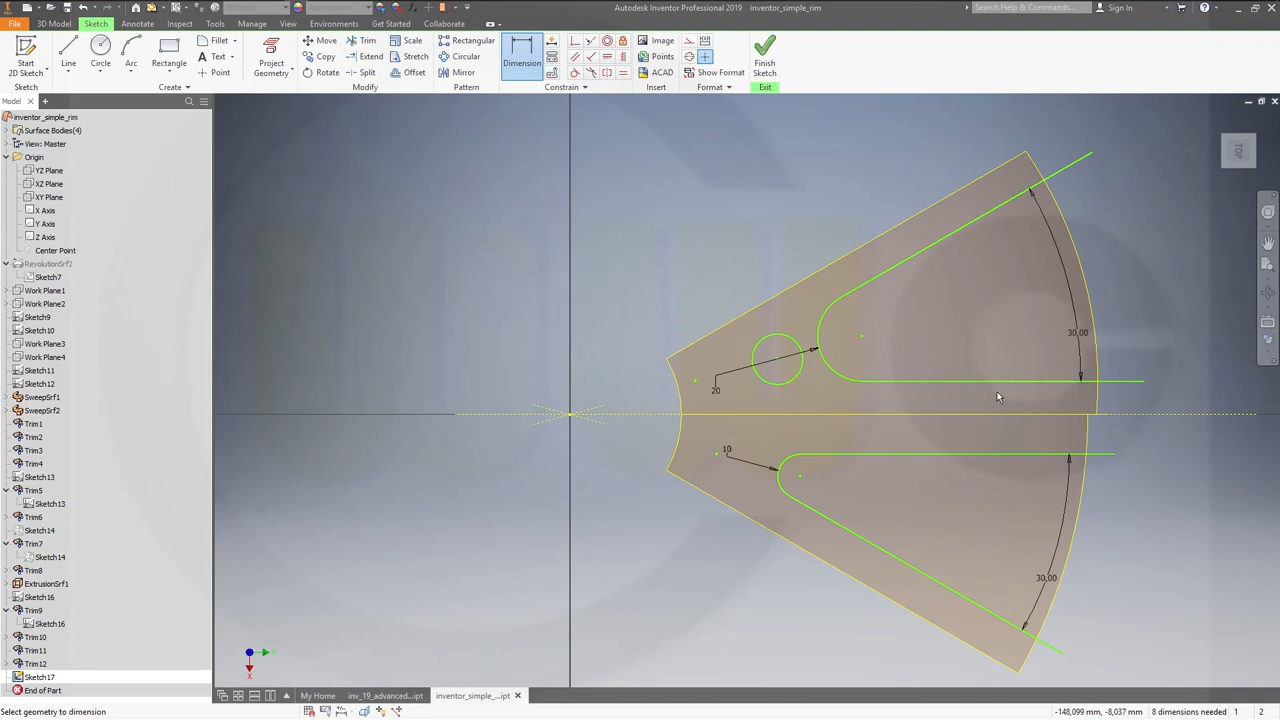 PRO
Autodesk Inventor Professional 2019 inventor_simple_rim
Search Help & Commands...
Sign In
File 3D Model Sketch Annotate Inspect Tools Manage View Environments Get Started Collaborate
Start
2D Sketch
Line
Circle
Arc
Rectangle
Fillet
Text
Point
Project
Geometry
Move
Copy
Rotate
Trim
Extend
Split
Scale
Stretch
Offset
Rectangular
Circular
Mirror
Dimension
Image
Points
ACAD
Show Format
Finish
Sketch
Sketch Create Modify Pattern Constrain Insert Format Exit
Model
inventor_simple_rim
Surface Bodies(4)
View: Master
Origin
YZ Plane
XZ Plane
XY Plane
X Axis
Y Axis
Z Axis
Center Point
RevolutionSrf2
Sketch7
Work Plane1
Work Plane2
Sketch9
Sketch10
Work Plane3
Work Plane4
Sketch11
Sketch12
SweepSrf1
SweepSrf2
Trim1
Trim2
Trim3
Trim4
Sketch13
Trim5
Sketch13
Trim6
Sketch14
Trim7
Sketch14
Trim8
ExtrusionSrf1
Sketch16
Trim9
Sketch16
Trim10
Trim11
Trim12
Sketch17
End of Part
TOP
30,00
20
10
30,00
X
My Home inv_19_advanced...ipt inventor_simple_...ipt
Select geometry to dimension
-148,099 mm, -8,037 mm 8 dimensions needed 1 2